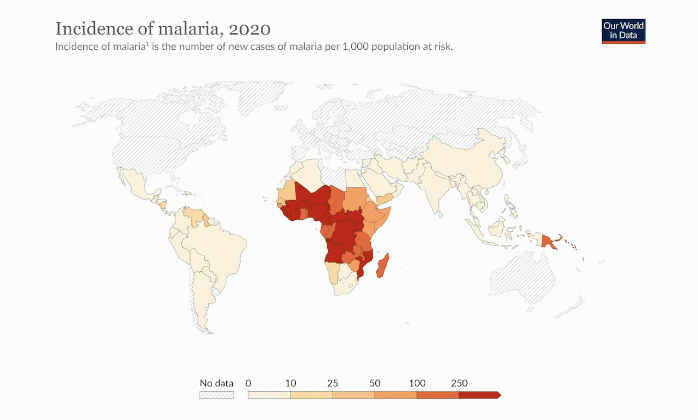 Incidence of malaria, 2020
Incidence of malaria¹ is the number of new cases of malaria per 1,000 population at risk.
Our World
in Data
No data 0 10 25 50 100 250